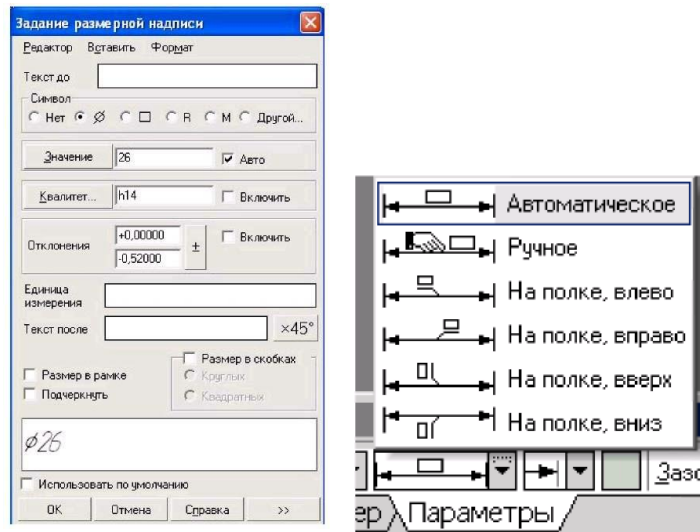 Задание размерной надписи
Редактор Вставить Формат
Текст до
Символ
Нет Ø □ R M Другой...
Значение 26 Авто
Квалитет... h14 Включить
Отклонения +0,00000 ± Включить
-0,52000
Единица
измерения
Текст после ×45°
Размер в скобках
Размер в рамке Круглых
Подчеркнуть Квадратных
Ø26
Использовать по умолчанию
OK Отмена Справка >>
Автоматическое
Ручное
На полке, влево
На полке, вправо
На полке, вверх
На полке, вниз
Зазо
ер Параметры